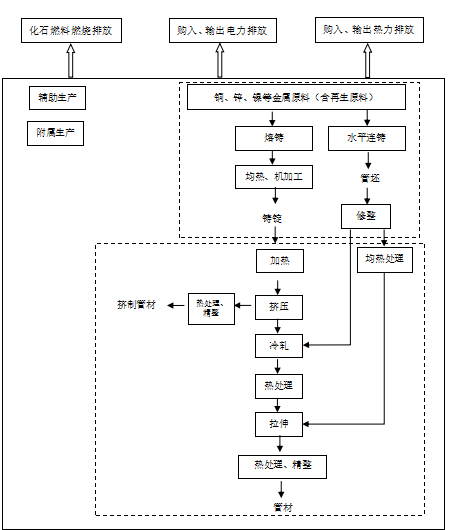 化石燃料燃烧排放
购入、输出电力排放
购入、输出热力排放
辅助生产
附属生产
铜、锌、镍等金属原料（含再生原料）
熔铸
水平连铸
均热、机加工
管坯
铸锭
修整
加热
均热处理
挤制管材
热处理、
精整
挤压
冷轧
热处理
拉伸
热处理、精整
管材